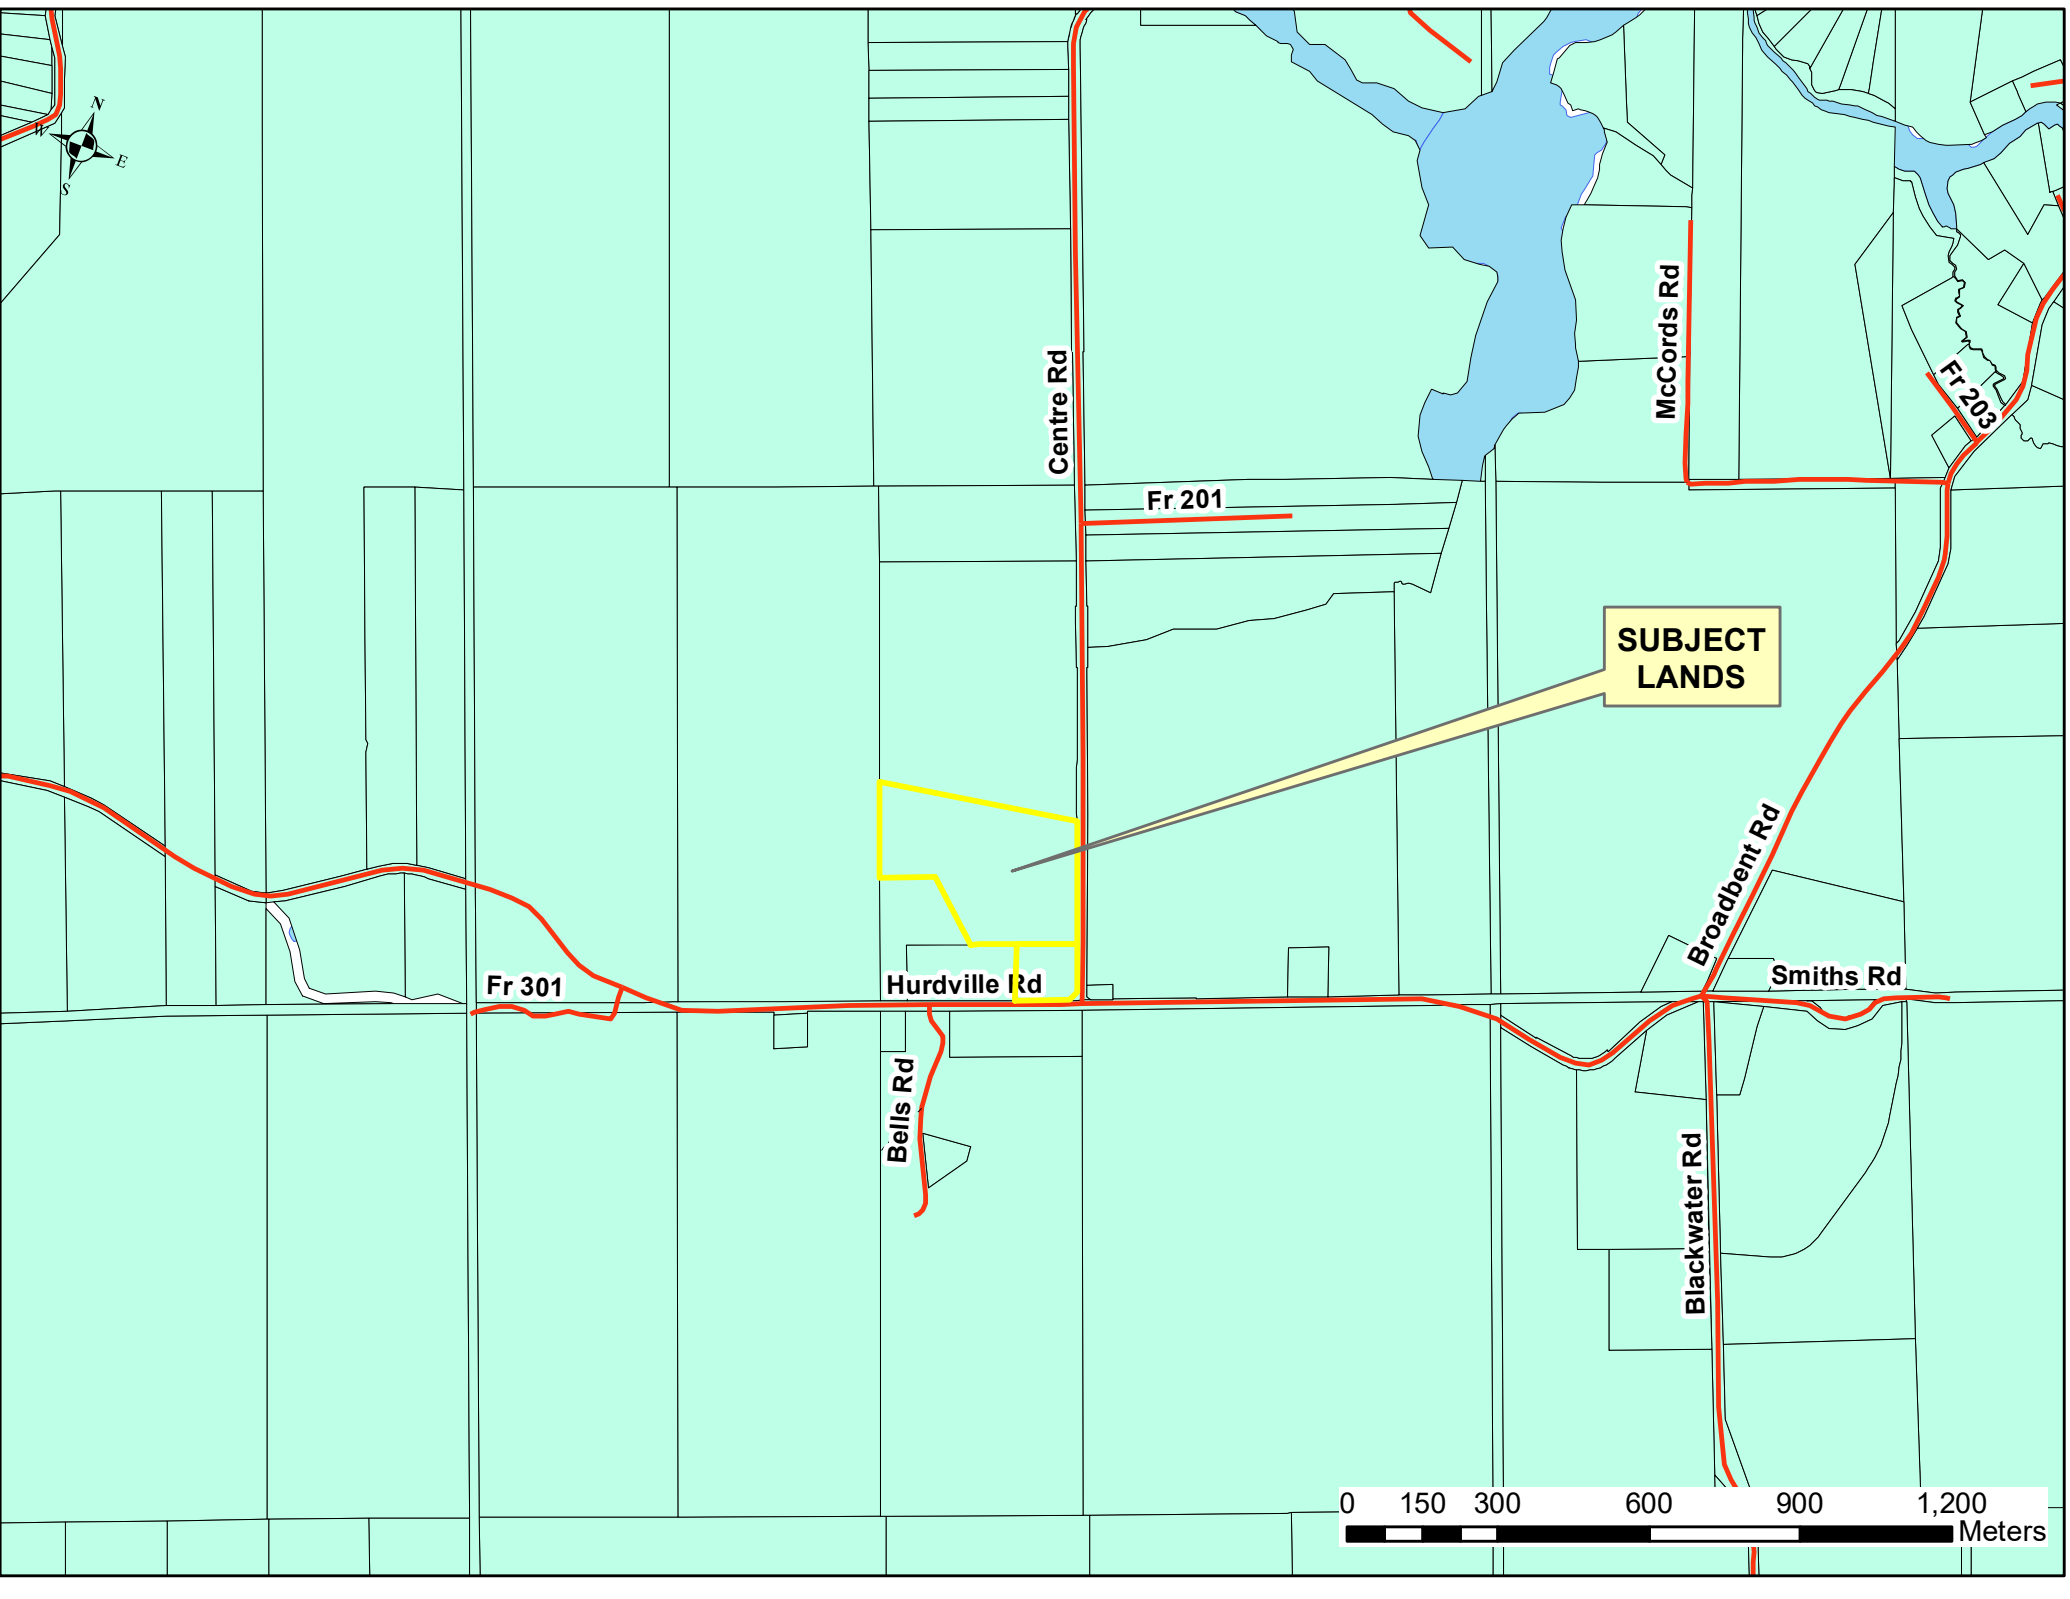 N
W
E
S
McCords Rd
Centre Rd
Fr 203
Fr 201
SUBJECT
LANDS
Broadbent Rd
Smiths Rd
Fr 301
Hurdville Rd
Bells Rd
Blackwater Rd
0 150 300 600 900 1,200
Meters